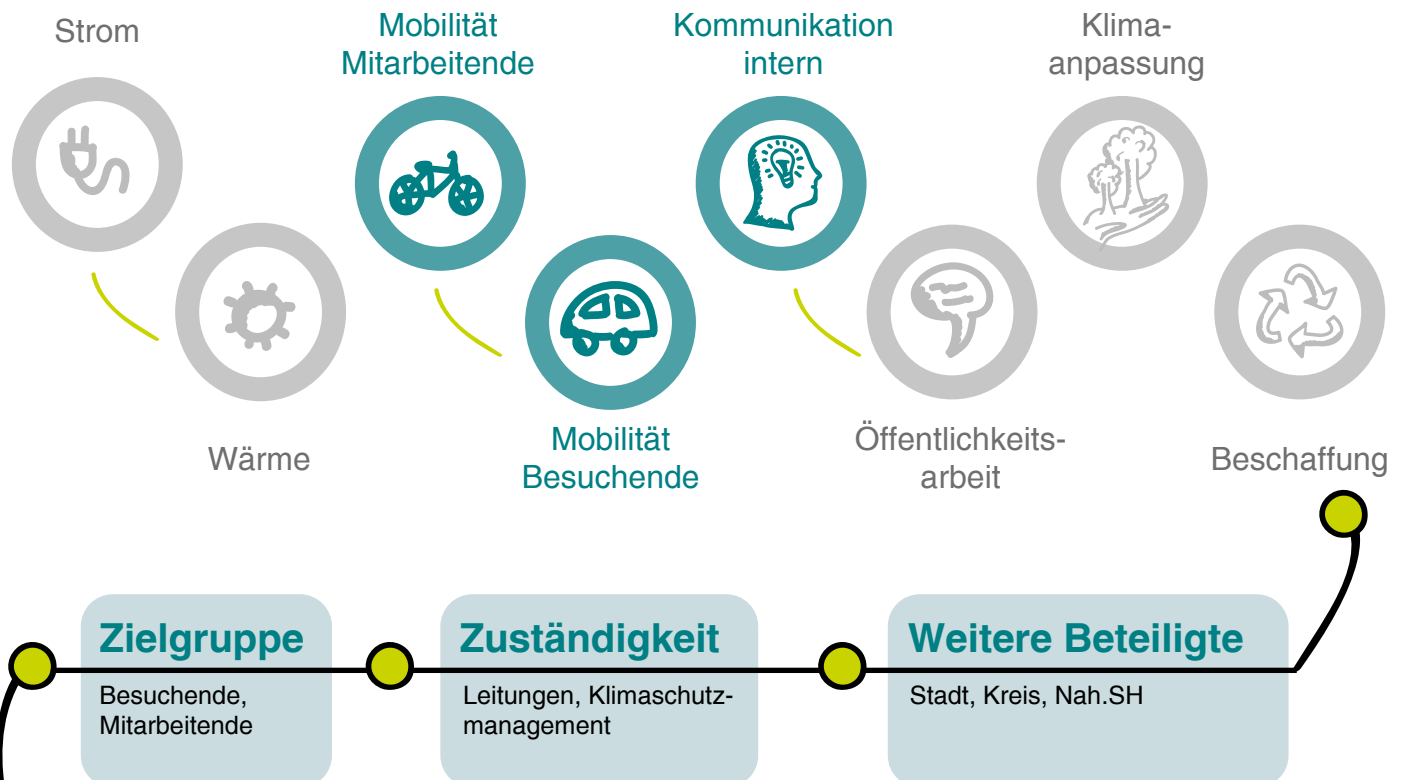 Strom
Mobilität
Mitarbeitende
Kommunikation
intern
Klima-
anpassung
Wärme
Mobilität
Besuchende
Öffentlichkeits-
arbeit
Beschaffung
Zielgruppe
Besuchende,
Mitarbeitende
Zuständigkeit
Leitungen, Klimaschutz-
management
Weitere Beteiligte
Stadt, Kreis, Nah.SH